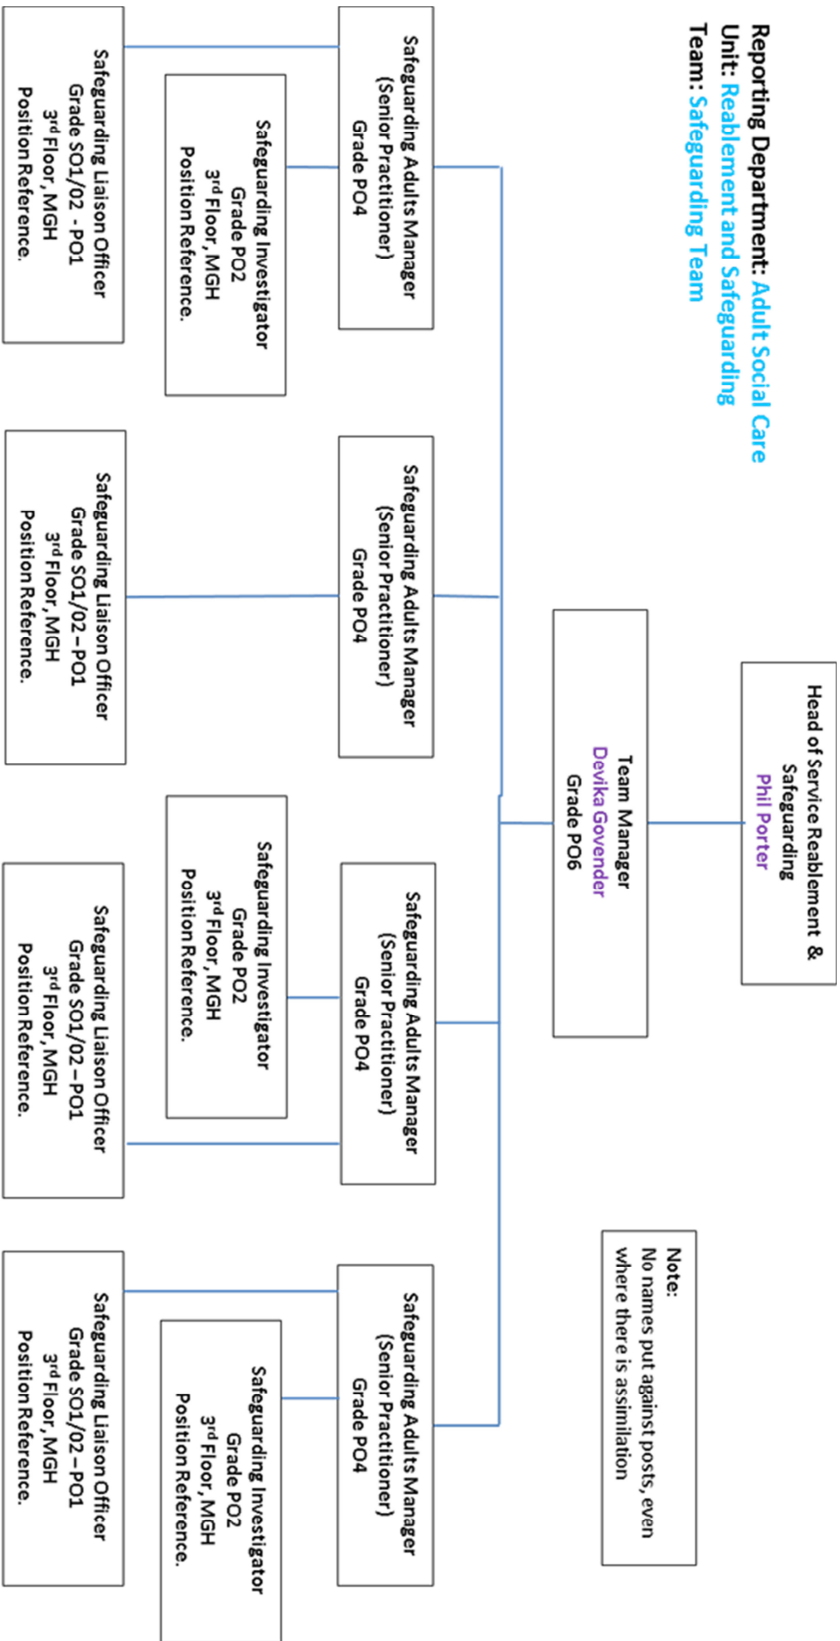 Reporting Department: Adult Social Care
Unit: Reablement and Safeguarding
Team: Safeguarding Team
Head of Service Reablement &
Safeguarding
Phil Porter
Team Manager
Devika Govender
Grade PO6
Note:
No names put against posts, even
where there is assimilation
Safeguarding Adults Manager
(Senior Practitioner)
Grade PO4
Safeguarding Adults Manager
(Senior Practitioner)
Grade PO4
Safeguarding Adults Manager
(Senior Practitioner)
Grade PO4
Safeguarding Adults Manager
(Senior Practitioner)
Grade PO4
Safeguarding Investigator
Grade PO2
3rd Floor, MGH
Position Reference.
Safeguarding Investigator
Grade PO2
3rd Floor, MGH
Position Reference.
Safeguarding Investigator
Grade PO2
3rd Floor, MGH
Position Reference.
Safeguarding Liaison Officer
Grade SO1/02 - PO1
3rd Floor, MGH
Position Reference.
Safeguarding Liaison Officer
Grade SO1/02 – PO1
3rd Floor, MGH
Position Reference.
Safeguarding Liaison Officer
Grade SO1/02 – PO1
3rd Floor, MGH
Position Reference.
Safeguarding Liaison Officer
Grade SO1/02 – PO1
3rd Floor, MGH
Position Reference.